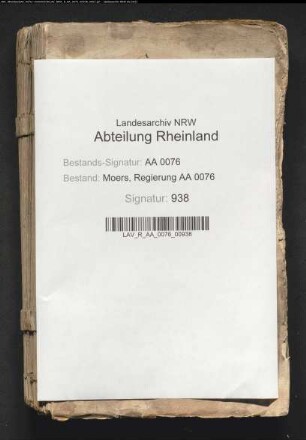 Landesarchiv NRW
Abteilung Rheinland
Bestands-Signatur: AA 0076
Bestand: Moers, Regierung AA 0076
Signatur: 938
LAV_R_AA_0076_00938